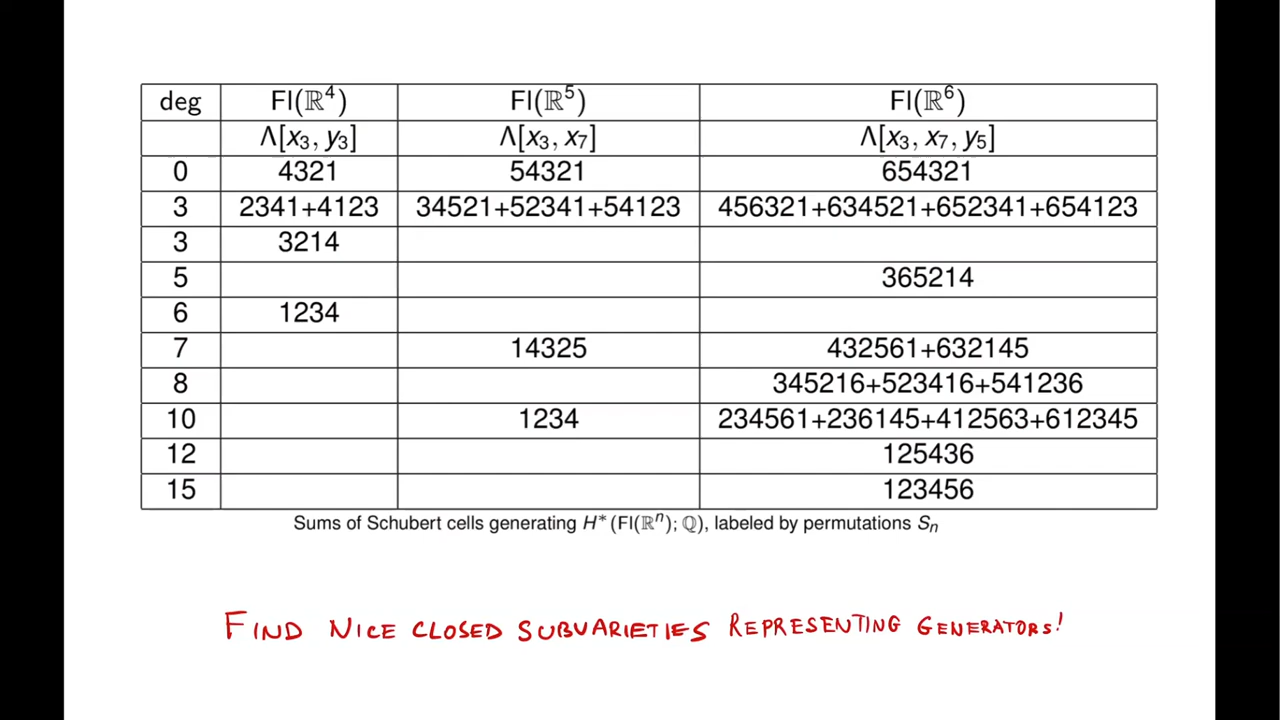 deg Fl(ℝ⁴) Fl(ℝ⁵) Fl(ℝ⁶)
Λ[x₃, y₃] Λ[x₃, x₇] Λ[x₃, x₇, y₅]
0 4321 54321 654321
3 2341+4123 34521+52341+54123 456321+634521+652341+654123
3 3214
5 365214
6 1234
7 14325 432561+632145
8 345216+523416+541236
10 1234 234561+236145+412563+612345
12 125436
15 123456
Sums of Schubert cells generating H*(Fl(ℝⁿ); ℚ), labeled by permutations Sₙ
FIND NICE CLOSED SUBVARIETIES REPRESENTING GENERATORS!